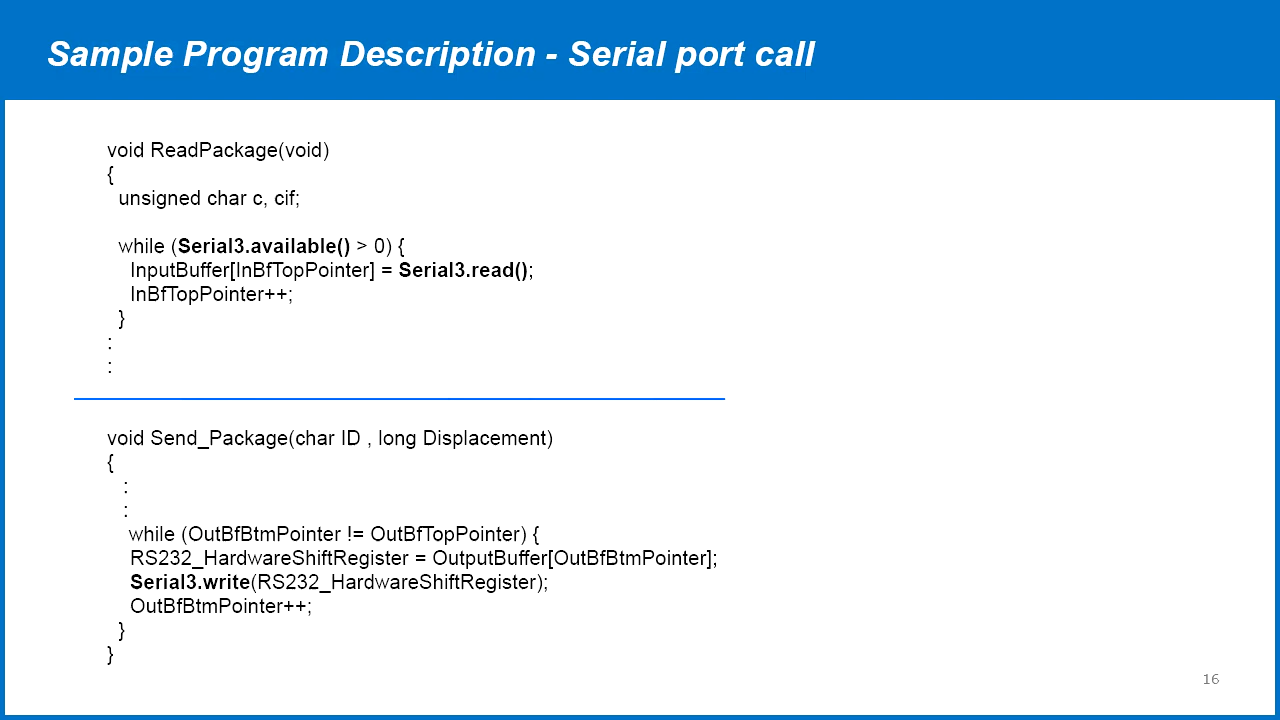 Sample Program Description - Serial port call
void ReadPackage(void)
{
unsigned char c, cif;
while (Serial3.available() > 0) {
InputBuffer[InBfTopPointer] = Serial3.read();
InBfTopPointer++;
}
:
:
void Send_Package(char ID , long Displacement)
{
:
:
while (OutBfBtmPointer != OutBfTopPointer) {
RS232_HardwareShiftRegister = OutputBuffer[OutBfBtmPointer];
Serial3.write(RS232_HardwareShiftRegister);
OutBfBtmPointer++;
}
}
16